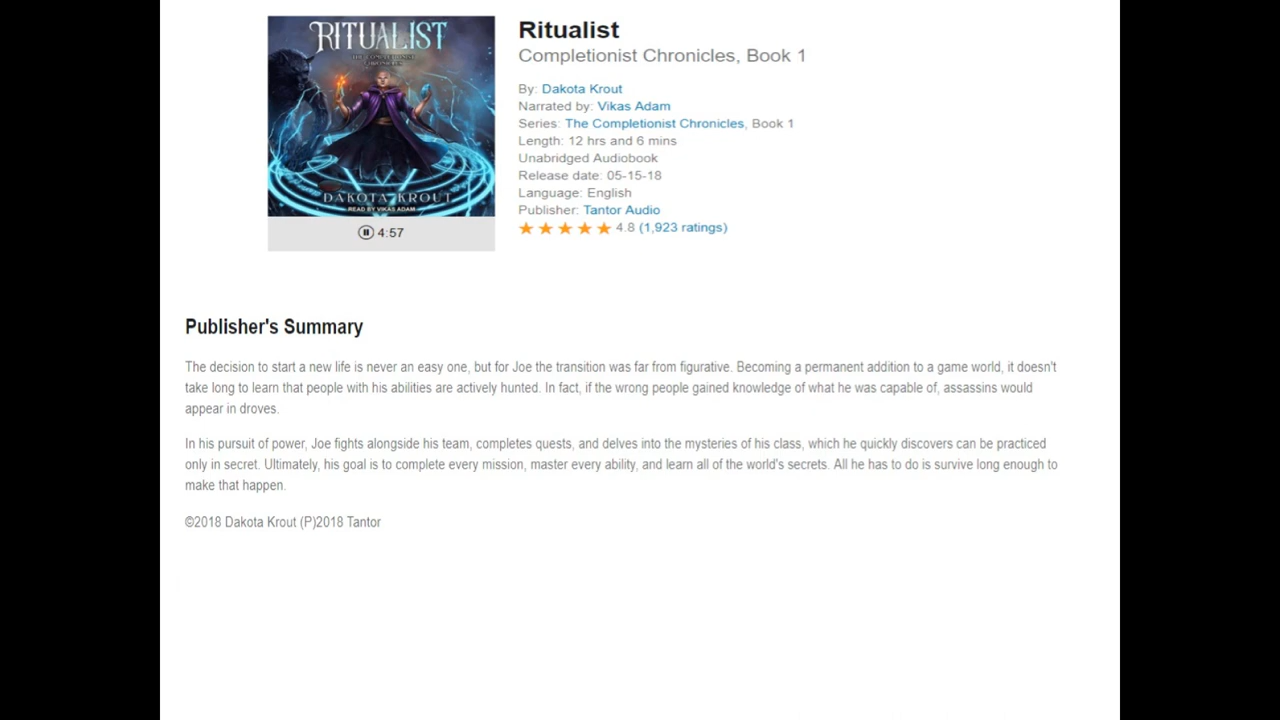 RITUALIST
THE COMPLETIONIST
CHRONICLES
DAKOTA KROUT
READ BY VIKAS ADAM
4:57
Ritualist
Completionist Chronicles, Book 1
By: Dakota Krout
Narrated by: Vikas Adam
Series: The Completionist Chronicles, Book 1
Length: 12 hrs and 6 mins
Unabridged Audiobook
Release date: 05-15-18
Language: English
Publisher: Tantor Audio
4.8 (1,923 ratings)
Publisher's Summary
The decision to start a new life is never an easy one, but for Joe the transition was far from figurative. Becoming a permanent addition to a game world, it doesn't
take long to learn that people with his abilities are actively hunted. In fact, if the wrong people gained knowledge of what he was capable of, assassins would
appear in droves.
In his pursuit of power, Joe fights alongside his team, completes quests, and delves into the mysteries of his class, which he quickly discovers can be practiced
only in secret. Ultimately, his goal is to complete every mission, master every ability, and learn all of the world's secrets. All he has to do is survive long enough to
make that happen.
©2018 Dakota Krout (P)2018 Tantor